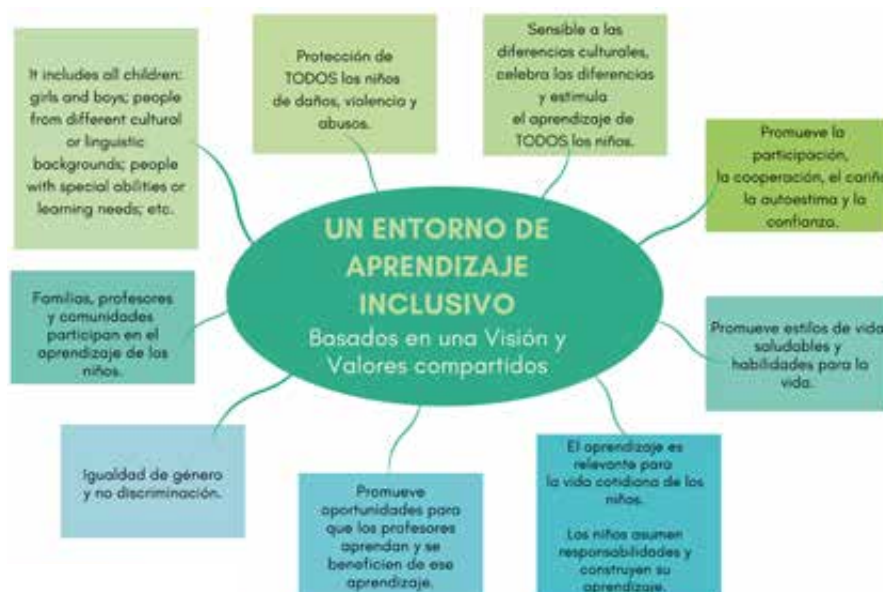 It includes all children:
girls and boys; people
from different cultural
or linguistic
backgrounds; people
with special abilities or
learning needs; etc.
Protección de
TODOS los niños
de daños, violencia y
abusos.
Sensible a las
diferencias culturales,
celebra las diferencias
y estimula
el aprendizaje de
TODOS los niños.
Promueve la
participación,
la cooperación, el cariño
la autoestima y la
confianza.
UN ENTORNO DE
APRENDIZAJE
INCLUSIVO
Basados en una Visión y
Valores compartidos
Familias, profesores
y comunidades
participan en el
aprendizaje de los
niños.
Promueve estilos de vida
saludables y
habilidades para la
vida.
Igualdad de género
y no discriminación.
Promueve
oportunidades para
que los profesores
aprendan y se
beneficien de ese
aprendizaje.
El aprendizaje es
relevante para
la vida cotidiana de los
niños.
Los niños asumen
responsabilidades y
construyen su
aprendizaje.